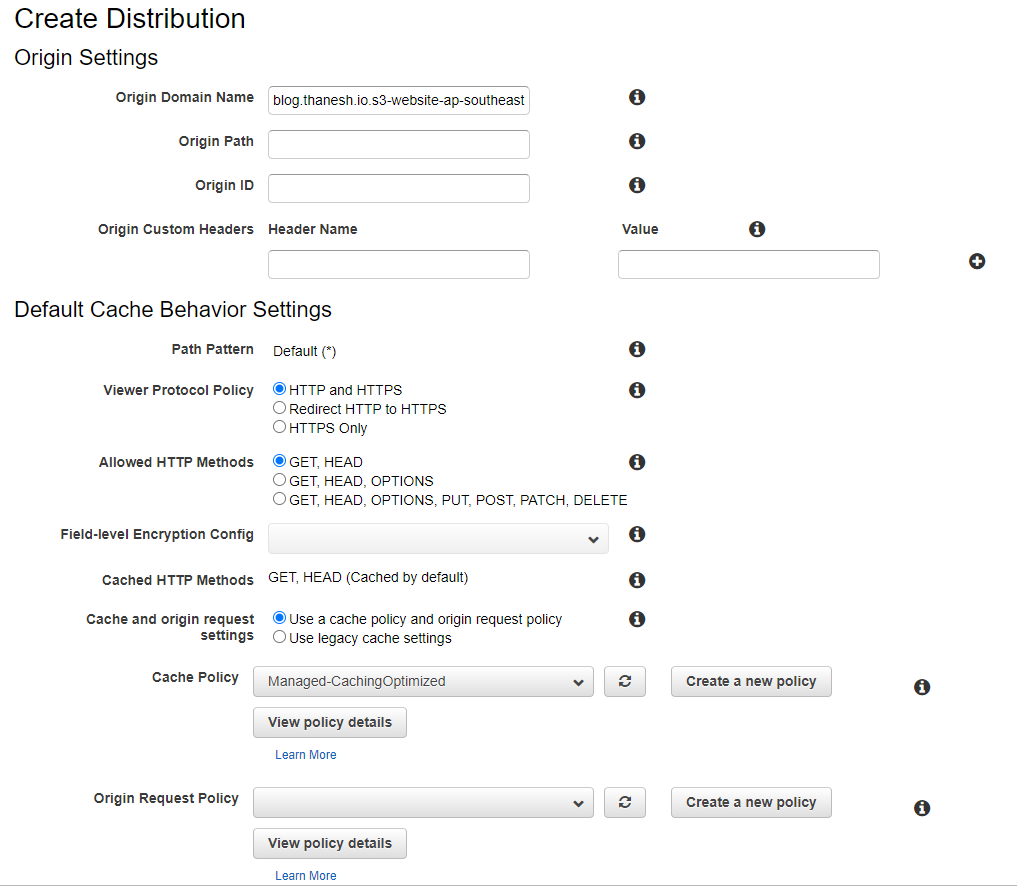 Create Distribution
Origin Settings
Origin Domain Name blog.thanesh.io.s3-website-ap-southeast
Origin Path
Origin ID
Origin Custom Headers Header Name Value
Default Cache Behavior Settings
Path Pattern Default (*)
Viewer Protocol Policy HTTP and HTTPS
Redirect HTTP to HTTPS
HTTPS Only
Allowed HTTP Methods GET, HEAD
GET, HEAD, OPTIONS
GET, HEAD, OPTIONS, PUT, POST, PATCH, DELETE
Field-level Encryption Config
Cached HTTP Methods GET, HEAD (Cached by default)
Cache and origin request settings Use a cache policy and origin request policy
Use legacy cache settings
Cache Policy Managed-CachingOptimized Create a new policy
View policy details
Learn More
Origin Request Policy Create a new policy
View policy details
Learn More